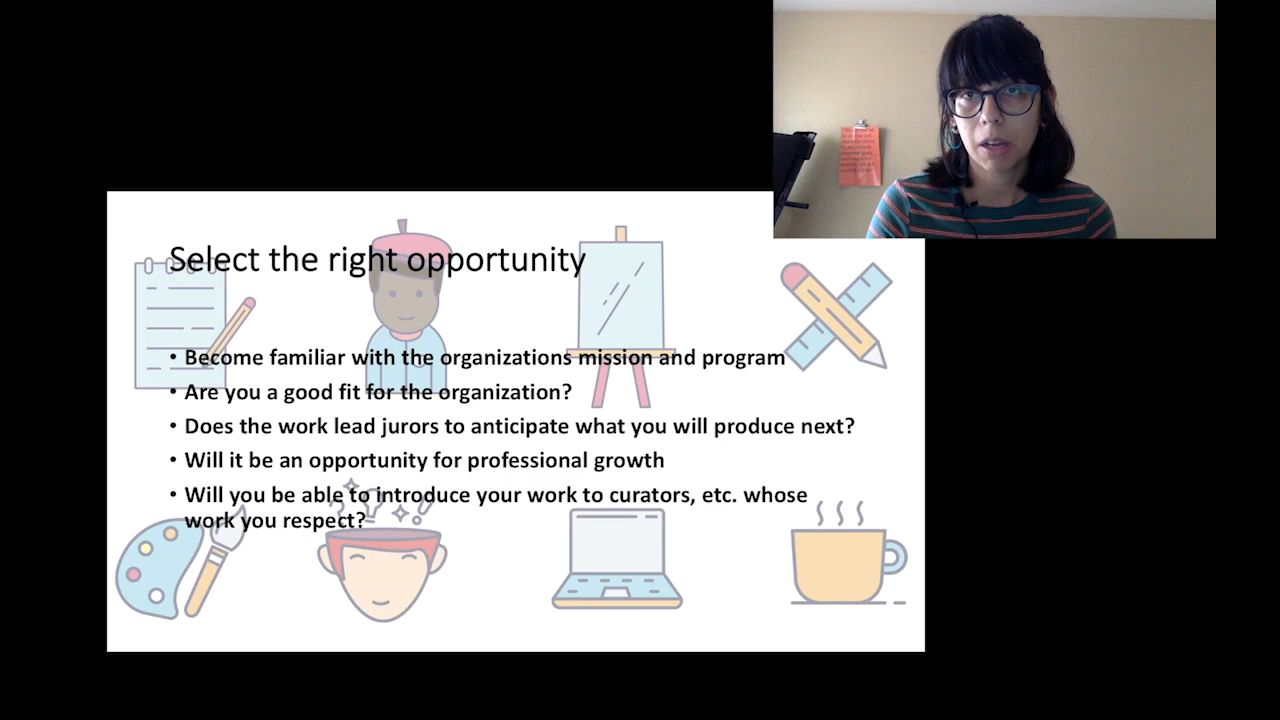 Select the right opportunity
• Become familiar with the organizations mission and program
• Are you a good fit for the organization?
• Does the work lead jurors to anticipate what you will produce next?
• Will it be an opportunity for professional growth
• Will you be able to introduce your work to curators, etc. whose
work you respect?